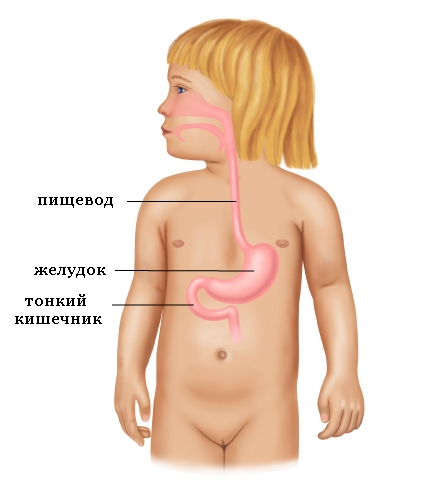 пищевод
желудок
тонкий
кишечник